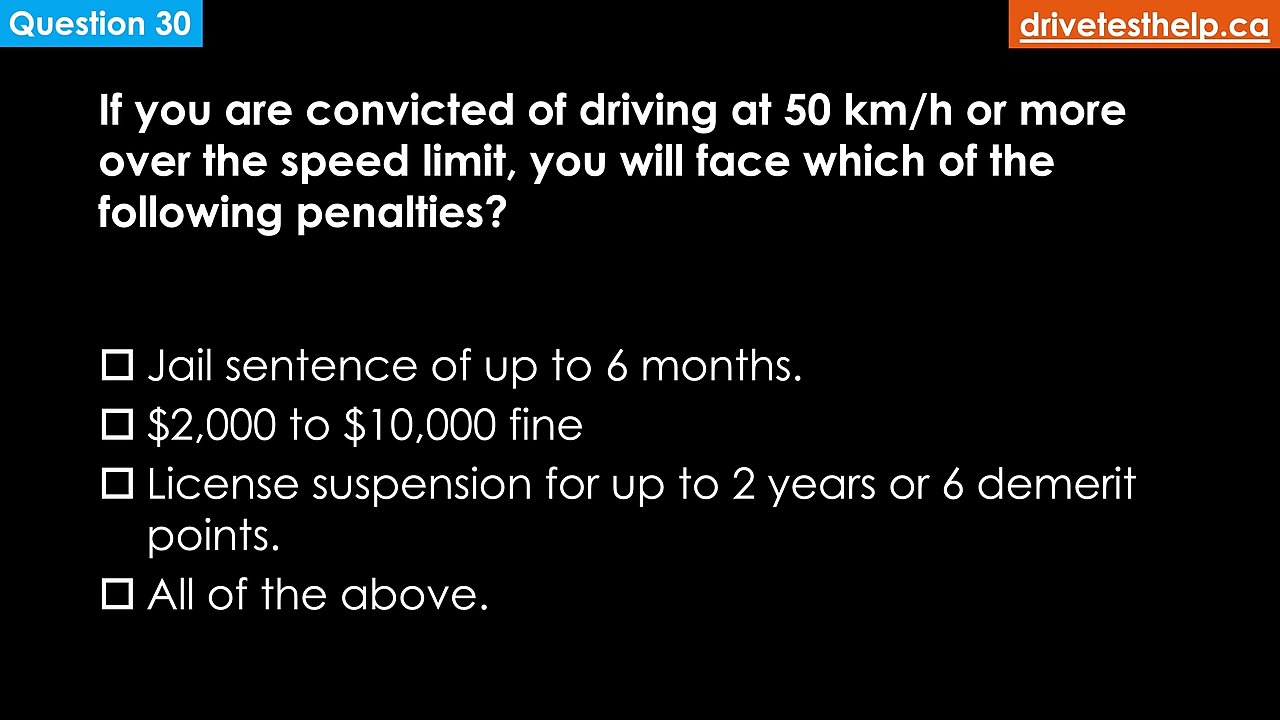 Question 30
drivetesthelp.ca
If you are convicted of driving at 50 km/h or more
over the speed limit, you will face which of the
following penalties?
☐ Jail sentence of up to 6 months.
☐ $2,000 to $10,000 fine
☐ License suspension for up to 2 years or 6 demerit
points.
☐ All of the above.